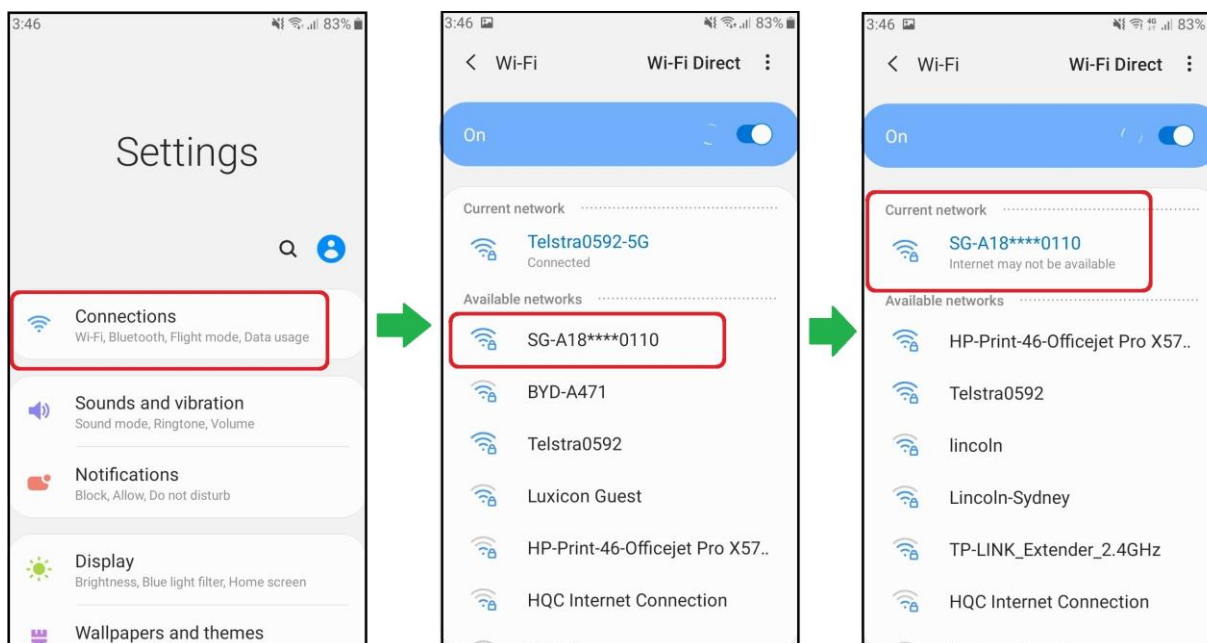 3:46
83%
Settings
Connections
Wi-Fi, Bluetooth, Flight mode, Data usage
Sounds and vibration
Sound mode, Ringtone, Volume
Notifications
Block, Allow, Do not disturb
Display
Brightness, Blue light filter, Home screen
Wallpapers and themes
3:46
83%
Wi-Fi
Wi-Fi Direct
On
Current network
Telstra0592-5G
Connected
Available networks
SG-A18****0110
BYD-A471
Telstra0592
Luxicon Guest
HP-Print-46-Officejet Pro X57..
HQC Internet Connection
3:46
4G
83%
Wi-Fi
Wi-Fi Direct
On
Current network
SG-A18****0110
Internet may not be available
Available networks
HP-Print-46-Officejet Pro X57..
Telstra0592
lincoln
Lincoln-Sydney
TP-LINK_Extender_2.4GHz
HQC Internet Connection